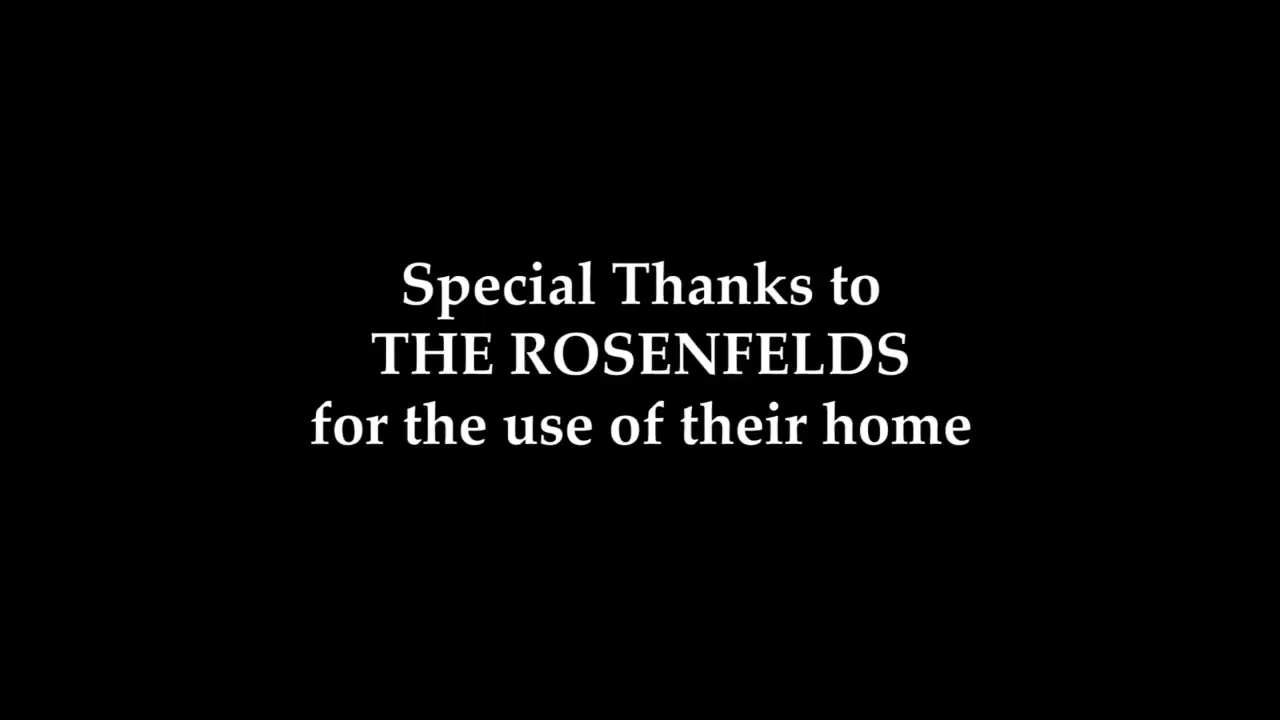 Special Thanks to
THE ROSENFELDS
for the use of their home